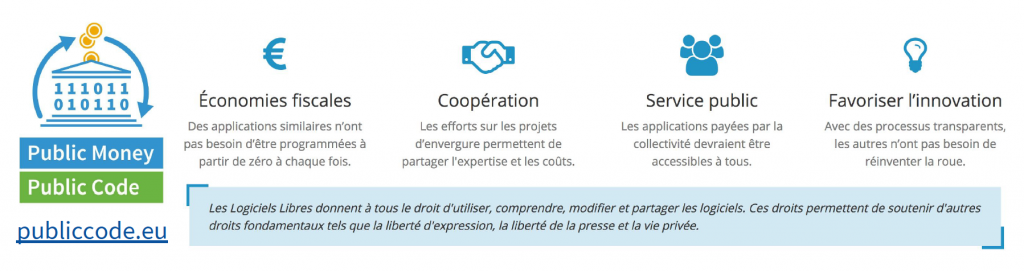 111011
010110
Public Money
Public Code
publiccode.eu
€
Économies fiscales
Des applications similaires n'ont
pas besoin d'être programmées à
partir de zéro à chaque fois.
Coopération
Les efforts sur les projets
d'envergure permettent de
partager l'expertise et les coûts.
Service public
Les applications payées par la
collectivité devraient être
accessibles à tous.
Favoriser l'innovation
Avec des processus transparents,
les autres n'ont pas besoin de
réinventer la roue.
Les Logiciels Libres donnent à tous le droit d'utiliser, comprendre, modifier et partager les logiciels. Ces droits permettent de soutenir d'autres
droits fondamentaux tels que la liberté d'expression, la liberté de la presse et la vie privée.